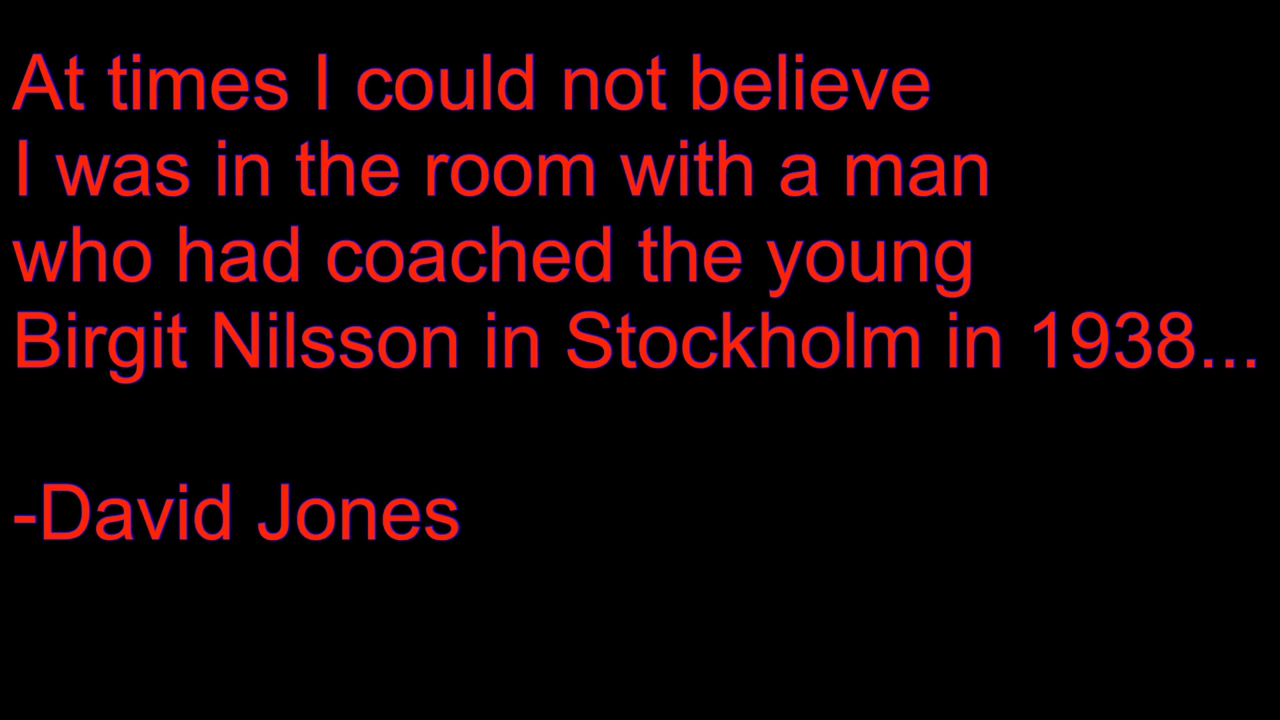 At times I could not believe
I was in the room with a man
who had coached the young
Birgit Nilsson in Stockholm in 1938...
-David Jones